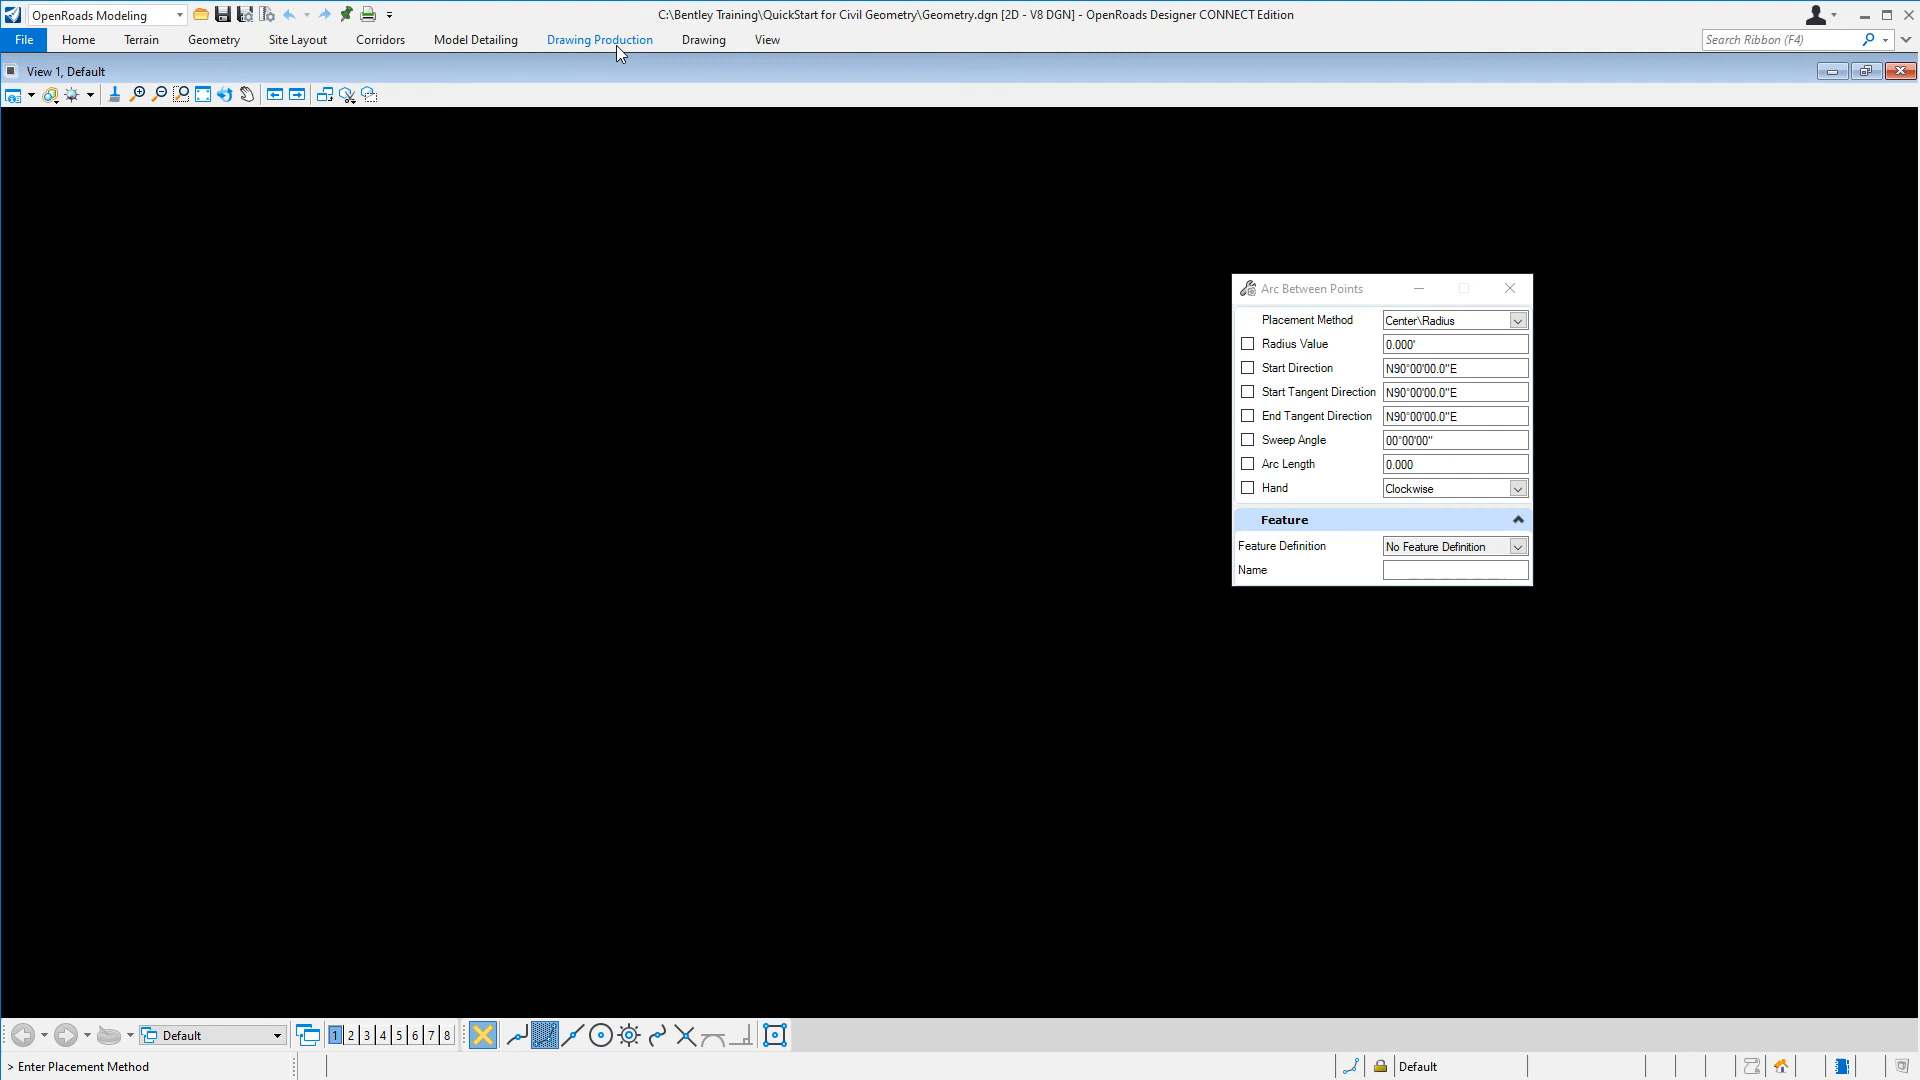 OpenRoads Modeling
C:\Bentley Training\QuickStart for Civil Geometry\Geometry.dgn [2D - V8 DGN] - OpenRoads Designer CONNECT Edition
File Home Terrain Geometry Site Layout Corridors Model Detailing Drawing Production Drawing View Search Ribbon (F4)
View 1, Default
Arc Between Points
Placement Method Center\Radius
Radius Value 0.000'
Start Direction N90°00'00.0"E
Start Tangent Direction N90°00'00.0"E
End Tangent Direction N90°00'00.0"E
Sweep Angle 00°00'00"
Arc Length 0.000
Hand Clockwise
Feature
Feature Definition No Feature Definition
Name
Default 1 2 3 4 5 6 7 8
> Enter Placement Method Default